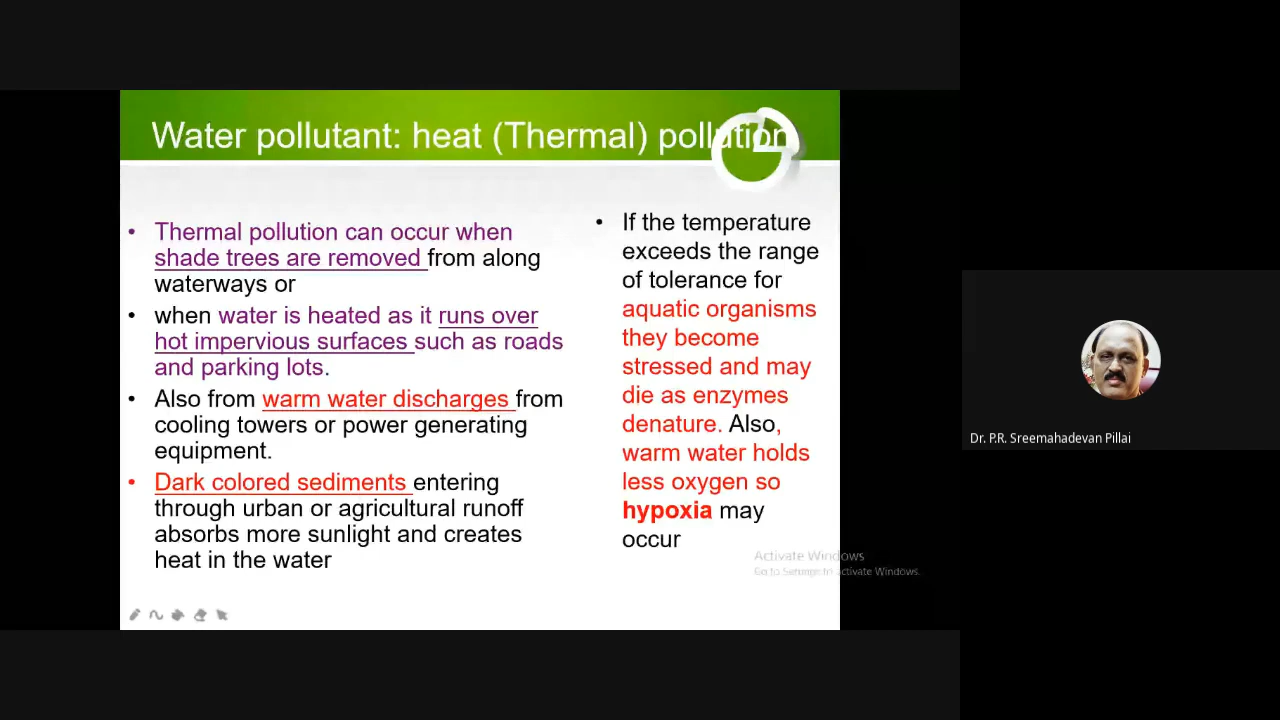 Water pollutant: heat (Thermal) pollution
• Thermal pollution can occur when
shade trees are removed from along
waterways or
• when water is heated as it runs over
hot impervious surfaces such as roads
and parking lots.
• Also from warm water discharges from
cooling towers or power generating
equipment.
• Dark colored sediments entering
through urban or agricultural runoff
absorbs more sunlight and creates
heat in the water
• If the temperature
exceeds the range
of tolerance for
aquatic organisms
they become
stressed and may
die as enzymes
denature. Also,
warm water holds
less oxygen so
hypoxia may
occur
Activate Windows
Go to Settings to activate Windows.
Dr. P.R. Sreemahadevan Pillai